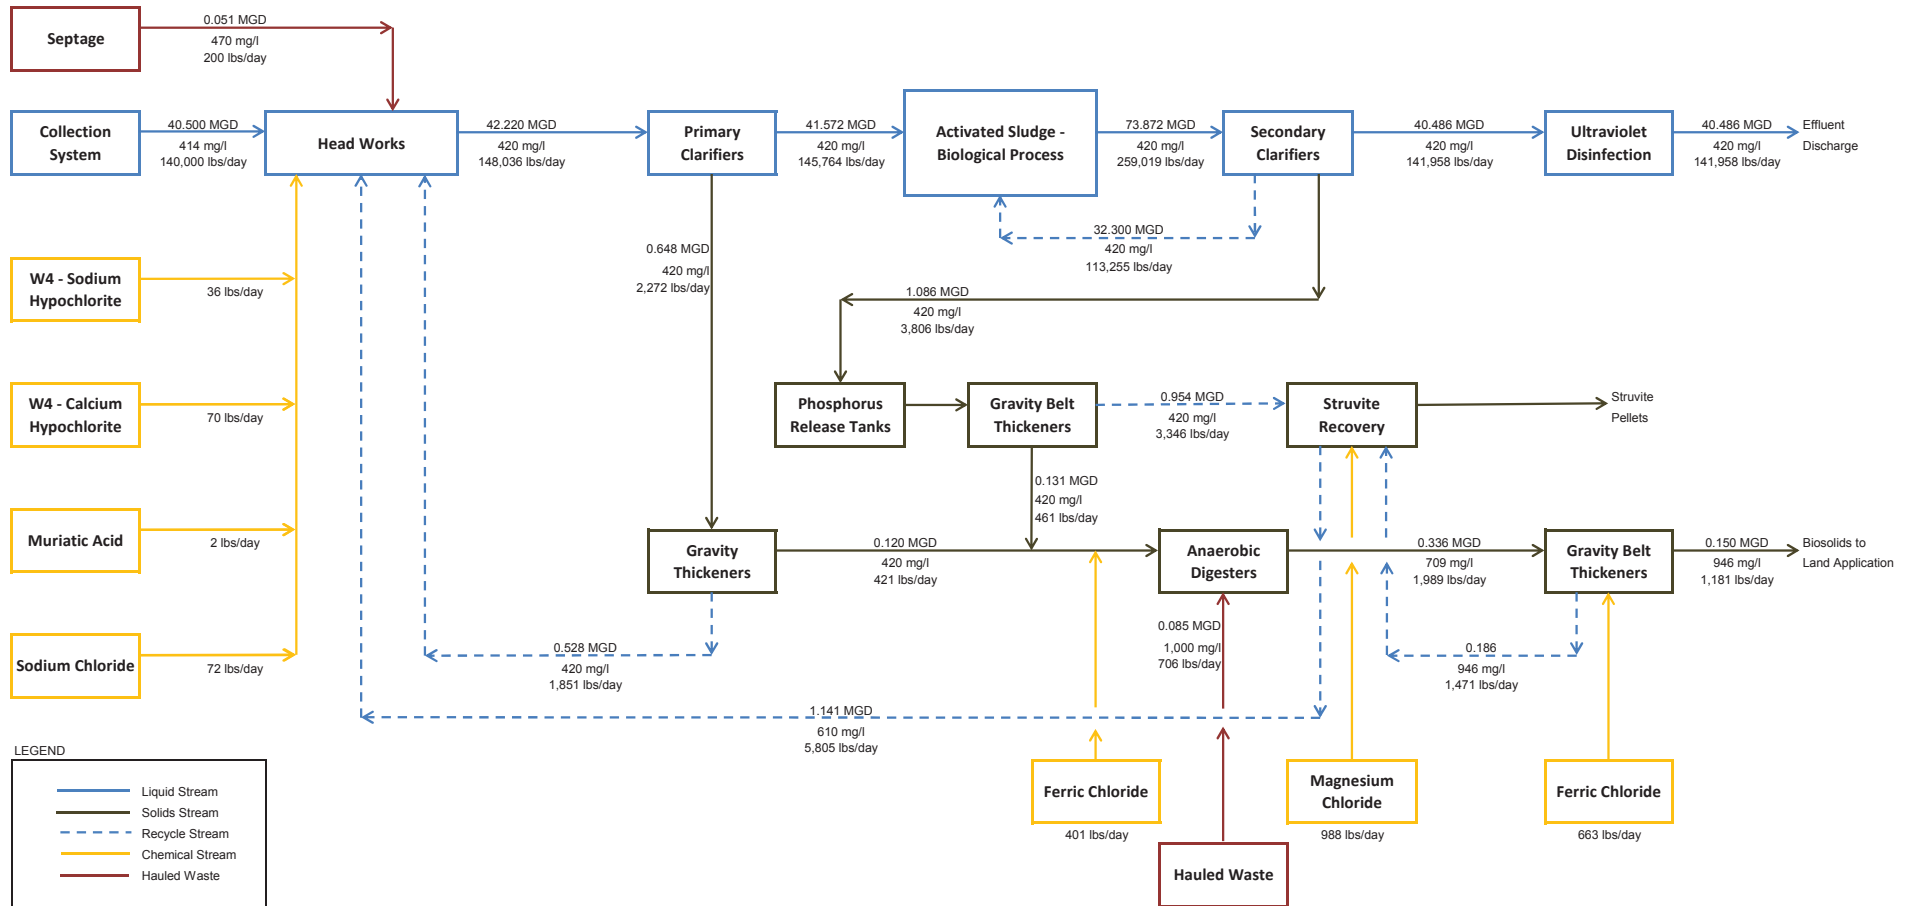 0.051 MGD
Septage
470 mg/l
200 lbs/day
Collection
System
40.500 MGD
414 mg/l
140,000 lbs/day
Head Works
42.220 MGD
420 mg/l
148,036 lbs/day
Primary
Clarifiers
41.572 MGD
420 mg/l
145,764 lbs/day
Activated Sludge -
Biological Process
73.872 MGD
420 mg/l
259,019 lbs/day
Secondary
Clarifiers
40.486 MGD
420 mg/l
141,958 lbs/day
Ultraviolet
Disinfection
40.486 MGD
420 mg/l
141,958 lbs/day
Effluent
Discharge
32.300 MGD
420 mg/l
113,255 lbs/day
0.648 MGD
420 mg/l
2,272 lbs/day
W4 - Sodium
Hypochlorite
36 lbs/day
1.086 MGD
420 mg/l
3,806 lbs/day
W4 - Calcium
Hypochlorite
70 lbs/day
Phosphorus
Release Tanks
Gravity Belt
Thickeners
0.954 MGD
420 mg/l
3,346 lbs/day
Struvite
Recovery
Struvite
Pellets
0.131 MGD
420 mg/l
461 lbs/day
Muriatic Acid
2 lbs/day
Gravity
Thickeners
0.120 MGD
420 mg/l
421 lbs/day
Anaerobic
Digesters
0.336 MGD
709 mg/l
1,989 lbs/day
Gravity Belt
Thickeners
0.150 MGD
946 mg/l
1,181 lbs/day
Biosolids to
Land Application
Sodium Chloride
72 lbs/day
0.528 MGD
420 mg/l
1,851 lbs/day
0.085 MGD
1,000 mg/l
706 lbs/day
0.186
946 mg/l
1,471 lbs/day
1.141 MGD
610 mg/l
5,805 lbs/day
Ferric Chloride
401 lbs/day
Magnesium
Chloride
988 lbs/day
Ferric Chloride
663 lbs/day
Hauled Waste
LEGEND
Liquid Stream
Solids Stream
Recycle Stream
Chemical Stream
Hauled Waste